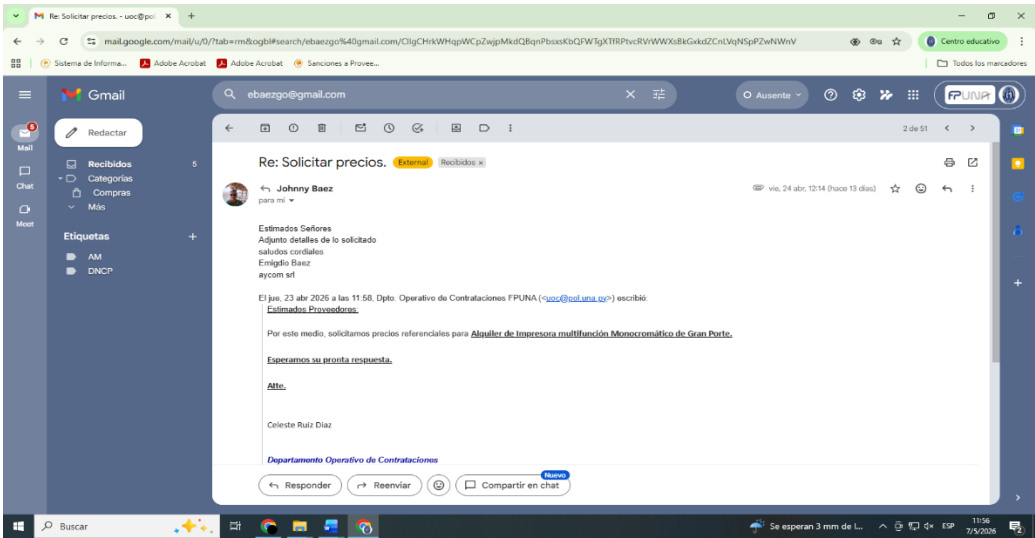 Re: Solicitar precios. - uoc@pol
mail.google.com/mail/u/0/?tab=rm&ogbl#search/ebaezgo%40gmail.com/
Centro educativo
Sistema de Informa...
Adobe Acrobat
Adobe Acrobat
Sanciones a Provee...
Todos los marcadores
Gmail
ebaezgo@gmail.com
Ausente
FPUNA
5
Mail
Redactar
2 de 51
Chat
Meet
Recibidos 5
Categorías
Compras
Más
Etiquetas
AM
DNCP
Re: Solicitar precios. External Recibidos x
Johnny Baez
vie, 24 abr, 12:14 (hace 13 días)
para mí
Estimados Señores
Adjunto detalles de lo solicitado
saludos cordiales
Emigdio Baez
aycom srl
El jue, 23 abr 2026 a las 11:58, Dpto. Operativo de Contrataciones FPUNA (<uoc@pol.una.py>) escribió:
Estimados Proveedores:
Por este medio, solicitamos precios referenciales para Alquiler de Impresora multifunción Monocromático de Gran Porte.
Esperamos su pronta respuesta.
Atte.
Celeste Ruiz Diaz
Departamento Operativo de Contrataciones
Nuevo
Responder
Reenviar
Compartir en chat
Buscar
Se esperan 3 mm de l...
ESP
11:56
7/5/2026